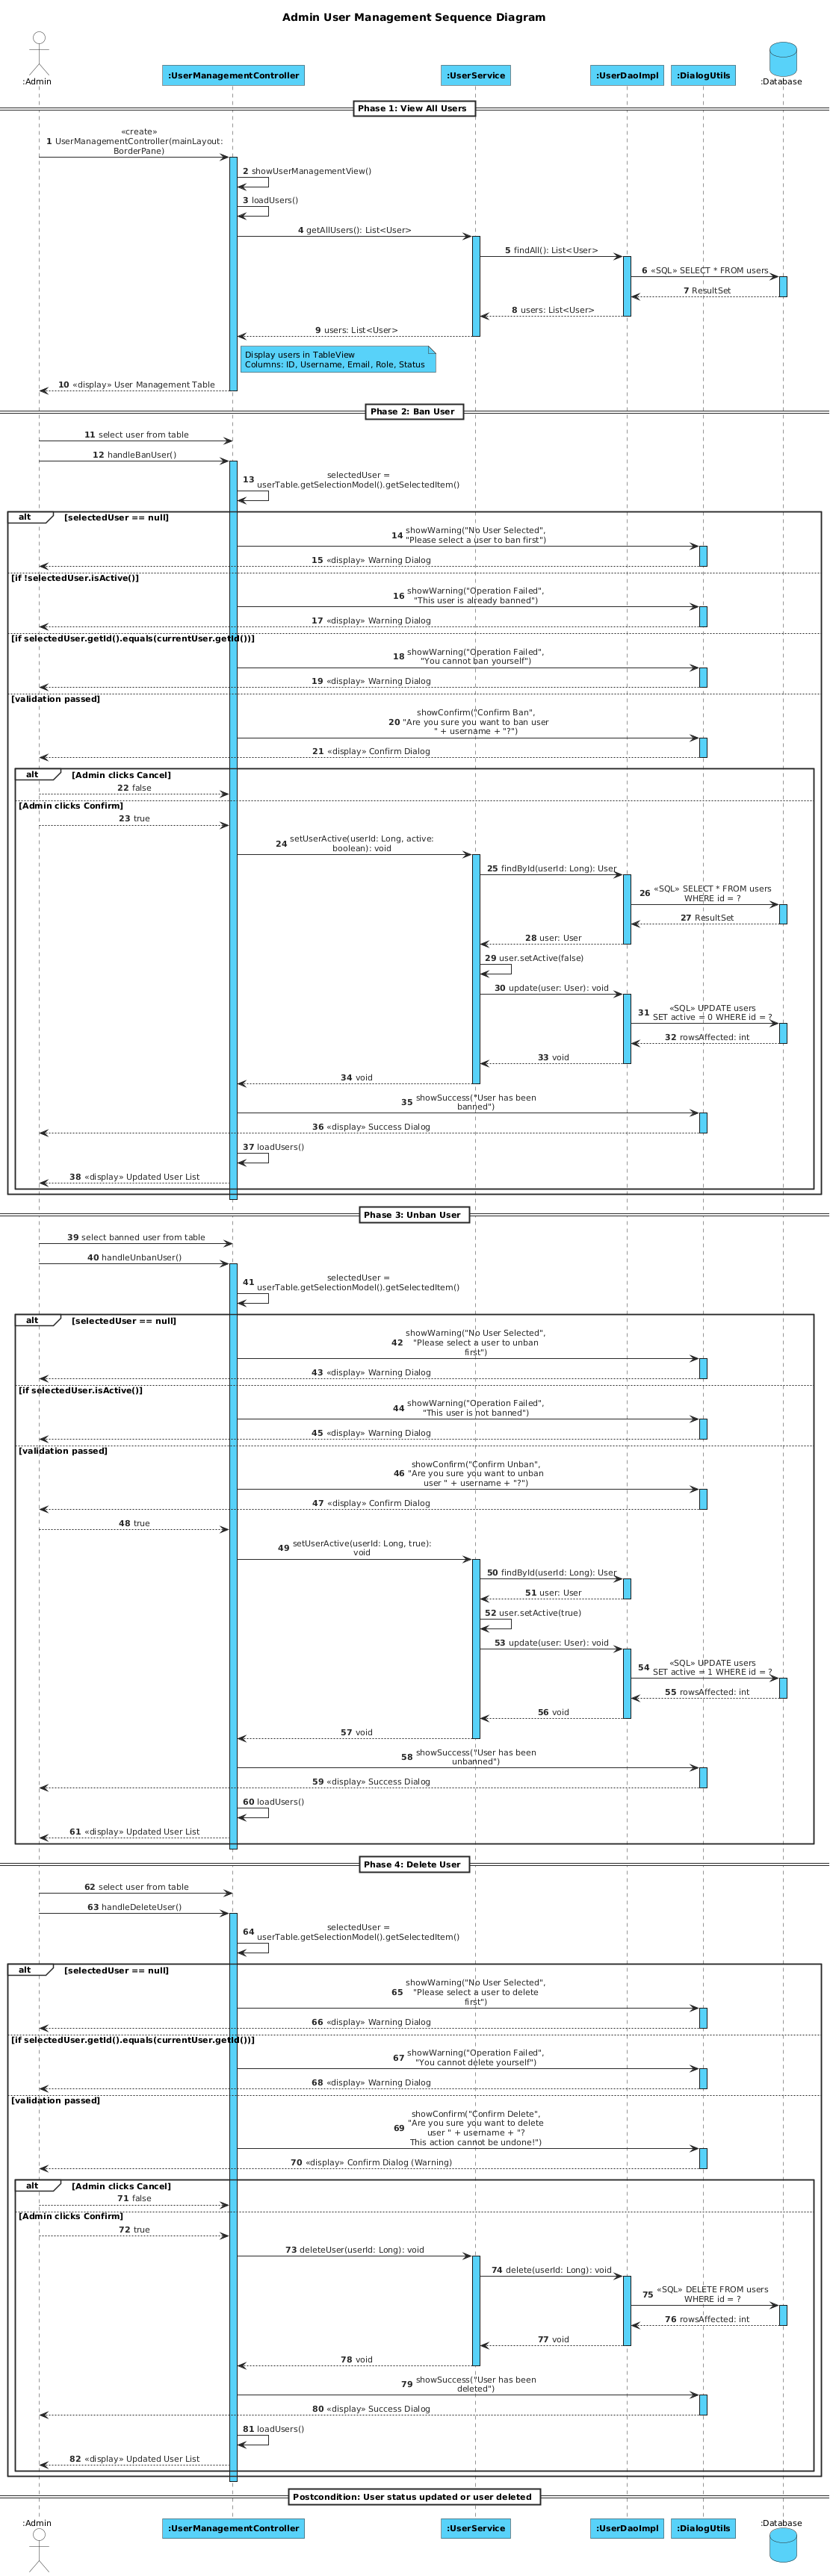 Admin User Management Sequence Diagram
:Admin
:UserManagementController
:UserService
:UserDaoImpl
:DialogUtils
:Database
Phase 1: View All Users
«create»
1 UserManagementController(mainLayout:
BorderPane)
2 showUserManagementView()
3 loadUsers()
4 getAllUsers(): List<User>
5 findAll(): List<User>
6 «SQL» SELECT * FROM users
7 ResultSet
8 users: List<User>
9 users: List<User>
Display users in TableView
Columns: ID, Username, Email, Role, Status
10 «display» User Management Table
Phase 2: Ban User
11 select user from table
12 handleBanUser()
13 selectedUser =
userTable.getSelectionModel().getSelectedItem()
alt [selectedUser == null]
14 showWarning("No User Selected",
"Please select a user to ban first")
15 «display» Warning Dialog
[if !selectedUser.isActive()]
16 showWarning("Operation Failed",
"This user is already banned")
17 «display» Warning Dialog
[if selectedUser.getId().equals(currentUser.getId())]
18 showWarning("Operation Failed",
"You cannot ban yourself")
19 «display» Warning Dialog
[validation passed]
showConfirm("Confirm Ban",
20 "Are you sure you want to ban user
" + username + "?")
21 «display» Confirm Dialog
alt [Admin clicks Cancel]
22 false
[Admin clicks Confirm]
23 true
24 setUserActive(userId: Long, active:
boolean): void
25 findById(userId: Long): User
26 «SQL» SELECT * FROM users
WHERE id = ?
27 ResultSet
28 user: User
29 user.setActive(false)
30 update(user: User): void
31 «SQL» UPDATE users
SET active = 0 WHERE id = ?
32 rowsAffected: int
33 void
34 void
35 showSuccess("User has been
banned")
36 «display» Success Dialog
37 loadUsers()
38 «display» Updated User List
Phase 3: Unban User
39 select banned user from table
40 handleUnbanUser()
41 selectedUser =
userTable.getSelectionModel().getSelectedItem()
alt [selectedUser == null]
showWarning("No User Selected",
42 "Please select a user to unban
first")
43 «display» Warning Dialog
[if selectedUser.isActive()]
44 showWarning("Operation Failed",
"This user is not banned")
45 «display» Warning Dialog
[validation passed]
showConfirm("Confirm Unban",
46 "Are you sure you want to unban
user " + username + "?")
47 «display» Confirm Dialog
48 true
49 setUserActive(userId: Long, true):
void
50 findById(userId: Long): User
51 user: User
52 user.setActive(true)
53 update(user: User): void
54 «SQL» UPDATE users
SET active = 1 WHERE id = ?
55 rowsAffected: int
56 void
57 void
58 showSuccess("User has been
unbanned")
59 «display» Success Dialog
60 loadUsers()
61 «display» Updated User List
Phase 4: Delete User
62 select user from table
63 handleDeleteUser()
64 selectedUser =
userTable.getSelectionModel().getSelectedItem()
alt [selectedUser == null]
showWarning("No User Selected",
65 "Please select a user to delete
first")
66 «display» Warning Dialog
[if selectedUser.getId().equals(currentUser.getId())]
67 showWarning("Operation Failed",
"You cannot delete yourself")
68 «display» Warning Dialog
[validation passed]
showConfirm("Confirm Delete",
69 "Are you sure you want to delete
user " + username + "?
This action cannot be undone!")
70 «display» Confirm Dialog (Warning)
alt [Admin clicks Cancel]
71 false
[Admin clicks Confirm]
72 true
73 deleteUser(userId: Long): void
74 delete(userId: Long): void
75 «SQL» DELETE FROM users
WHERE id = ?
76 rowsAffected: int
77 void
78 void
79 showSuccess("User has been
deleted")
80 «display» Success Dialog
81 loadUsers()
82 «display» Updated User List
Postcondition: User status updated or user deleted
:Admin
:UserManagementController
:UserService
:UserDaoImpl
:DialogUtils
:Database